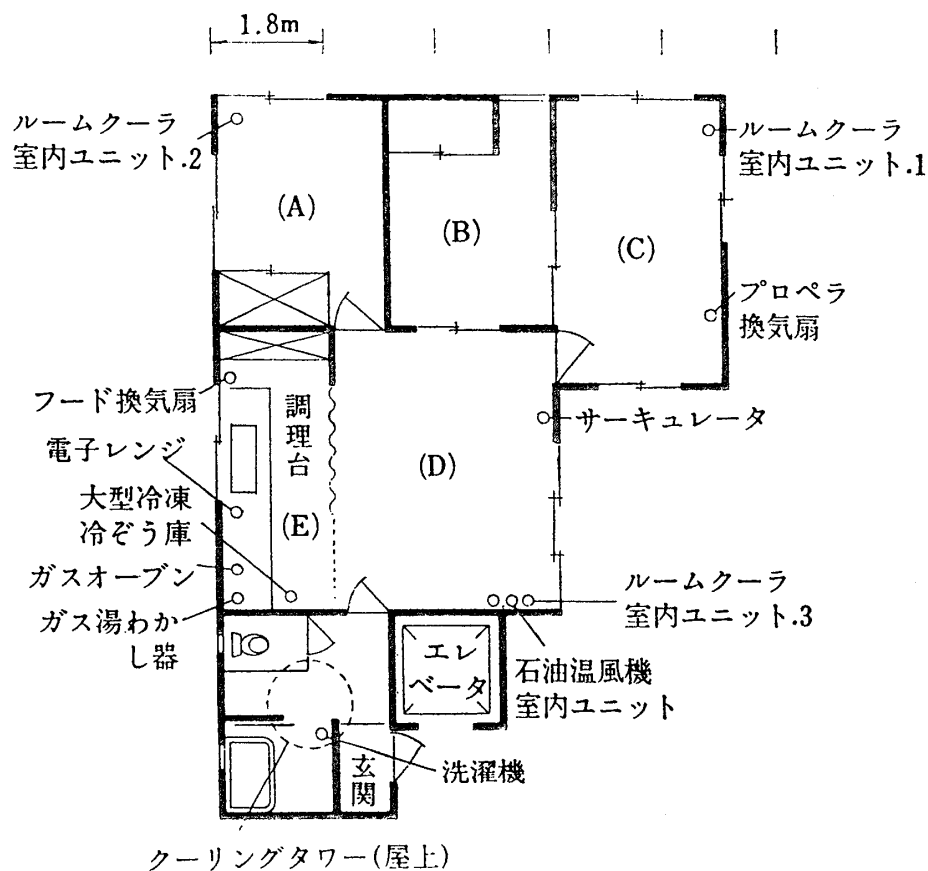 1.8m
ルームクーラ
室内ユニット.2
ルームクーラ
室内ユニット.1
(A)
(B)
(C)
プロペラ
換気扇
フード換気扇
調理台
サーキュレータ
電子レンジ
(D)
大型冷凍
冷ぞう庫
(E)
ガスオーブン
ガス湯わか
し器
ルームクーラ
室内ユニット.3
エレ
ベータ
石油温風機
室内ユニット
洗濯機
玄関
クーリングタワー(屋上)